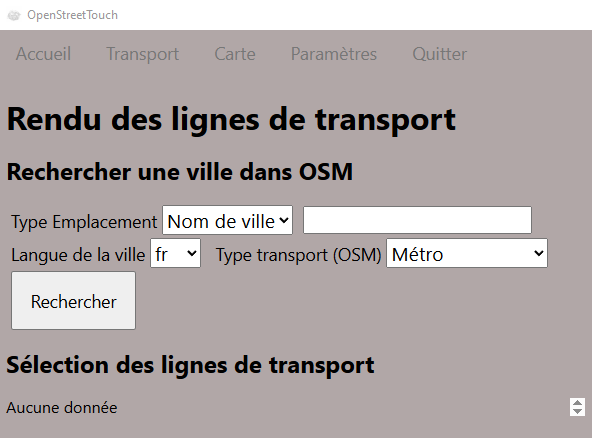 OpenStreetTouch
Accueil Transport Carte Paramètres Quitter
Rendu des lignes de transport
Rechercher une ville dans OSM
Type Emplacement Nom de ville
Langue de la ville fr Type transport (OSM) Métro
Rechercher
Sélection des lignes de transport
Aucune donnée